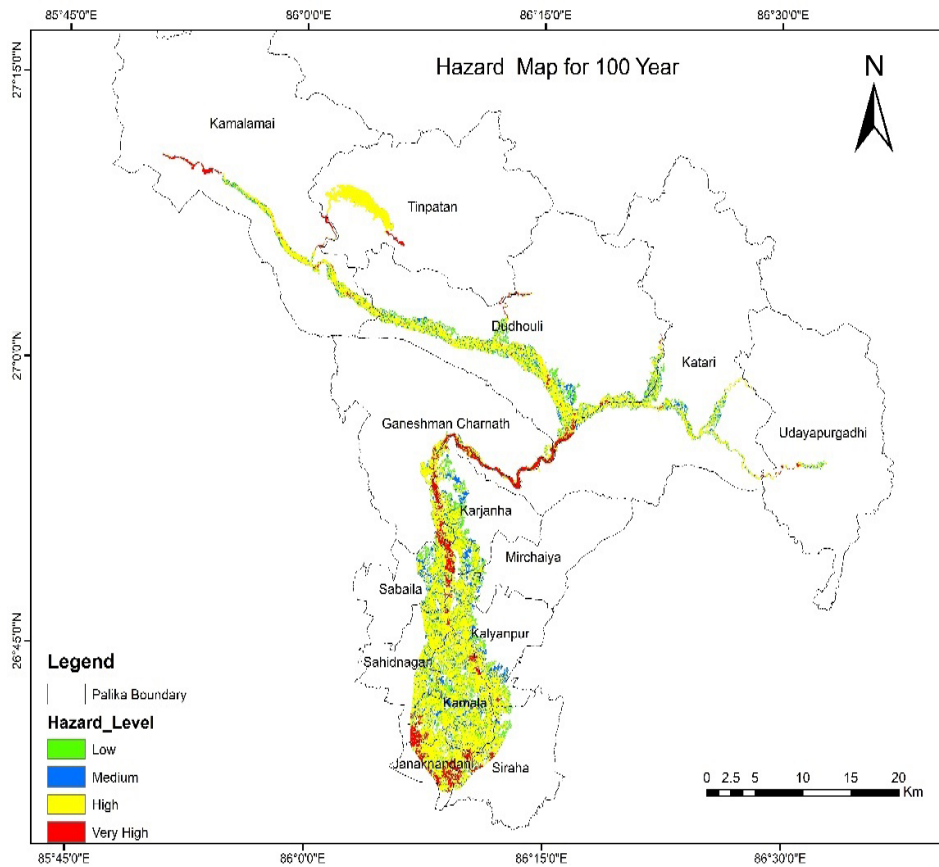 85°45'0"E 86°0'0"E 86°15'0"E 86°30'0"E
27°15'0"N
Hazard Map for 100 Year
N
Kamalamai
Tinpatan
Dudhouli
27°0'0"N
Katari
Ganeshman Charnath
Udayapurgadhi
Karjanha
Mirchaiya
Sabaila
Kalyanpur
26°45'0"N
Sahidnagar
Kamala
Janaknandani
Siraha
Legend
Palika Boundary
Hazard_Level
Low
Medium
High
Very High
0 2.5 5 10 15 20
Km
85°45'0"E 86°0'0"E 86°15'0"E 86°30'0"E